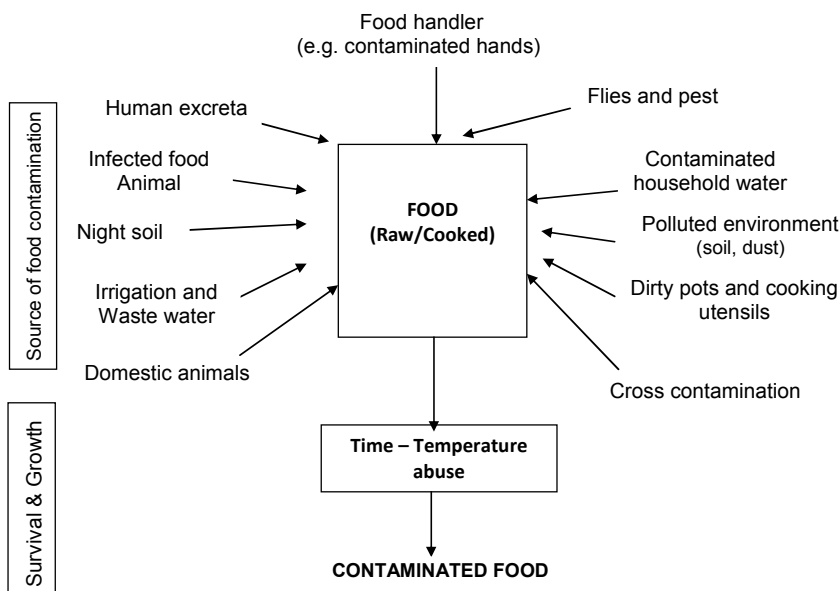 Food handler
(e.g. contaminated hands)
Flies and pest
Human excreta
Source of food contamination
Infected food
Animal
Contaminated
household water
FOOD
(Raw/Cooked)
Night soil
Polluted environment
(soil, dust)
Irrigation and
Waste water
Dirty pots and cooking
utensils
Domestic animals
Cross contamination
Survival & Growth
Time – Temperature
abuse
CONTAMINATED FOOD